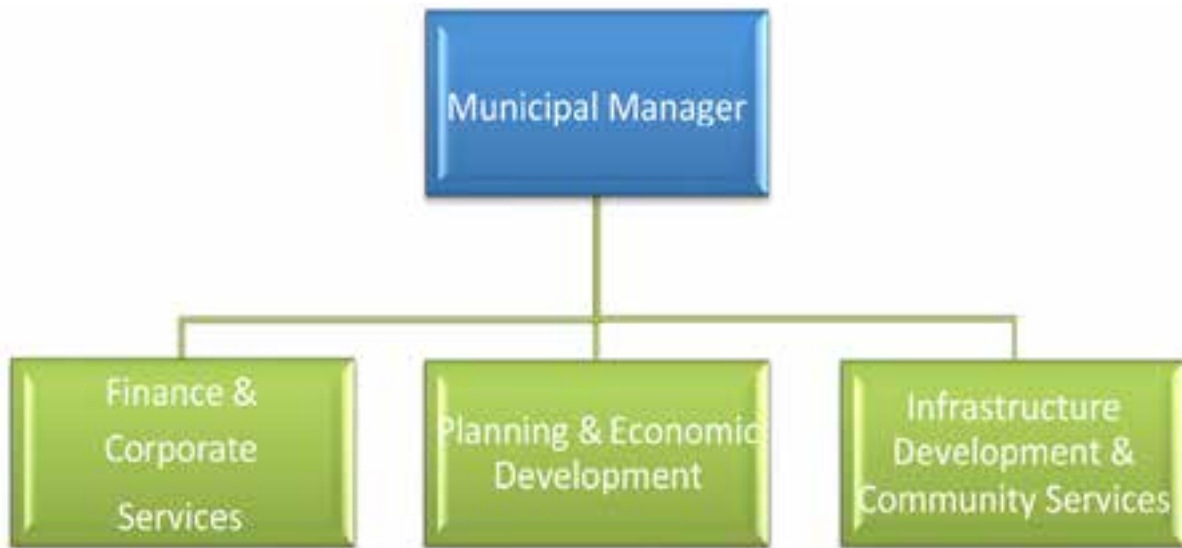 Municipal Manager
Finance &
Corporate
Services
Planning & Economic
Development
Infrastructure
Development &
Community Services